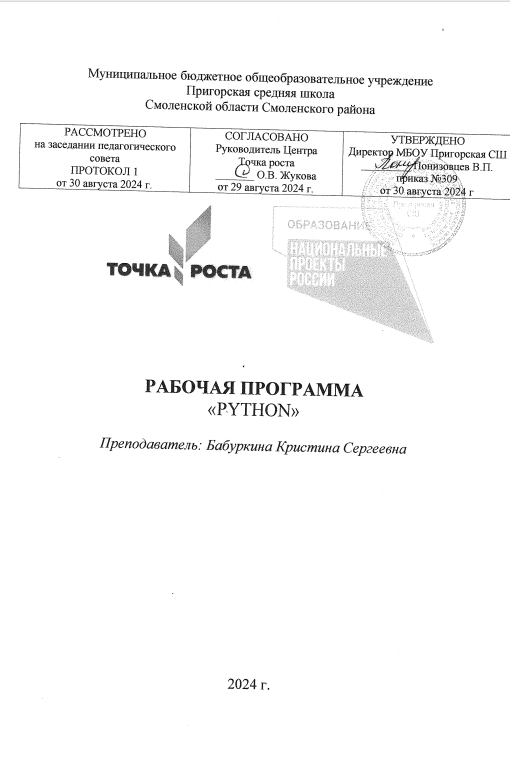 Муниципальное бюджетное общеобразовательное учреждение
Пригорская средняя школа
Смоленской области Смоленского района
РАССМОТРЕНО
на заседании педагогического
совета
ПРОТОКОЛ 1
от 30 августа 2024 г.
СОГЛАСОВАНО
Руководитель Центра
Точка роста
О.В. Жукова
от 29 августа 2024 г.
УТВЕРЖДЕНО
Директор МБОУ Пригорская СШ
Понизовцев В.П.
приказ №309
от 30 августа 2024 г
Пригорская
СШ
ТОЧКА РОСТА
ОБРАЗОВАНИЕ
НАЦИОНАЛЬНЫЕ
ПРОЕКТЫ
РОССИИ
РАБОЧАЯ ПРОГРАММА
«PYTHON»
Преподаватель: Бабуркина Кристина Сергеевна
2024 г.